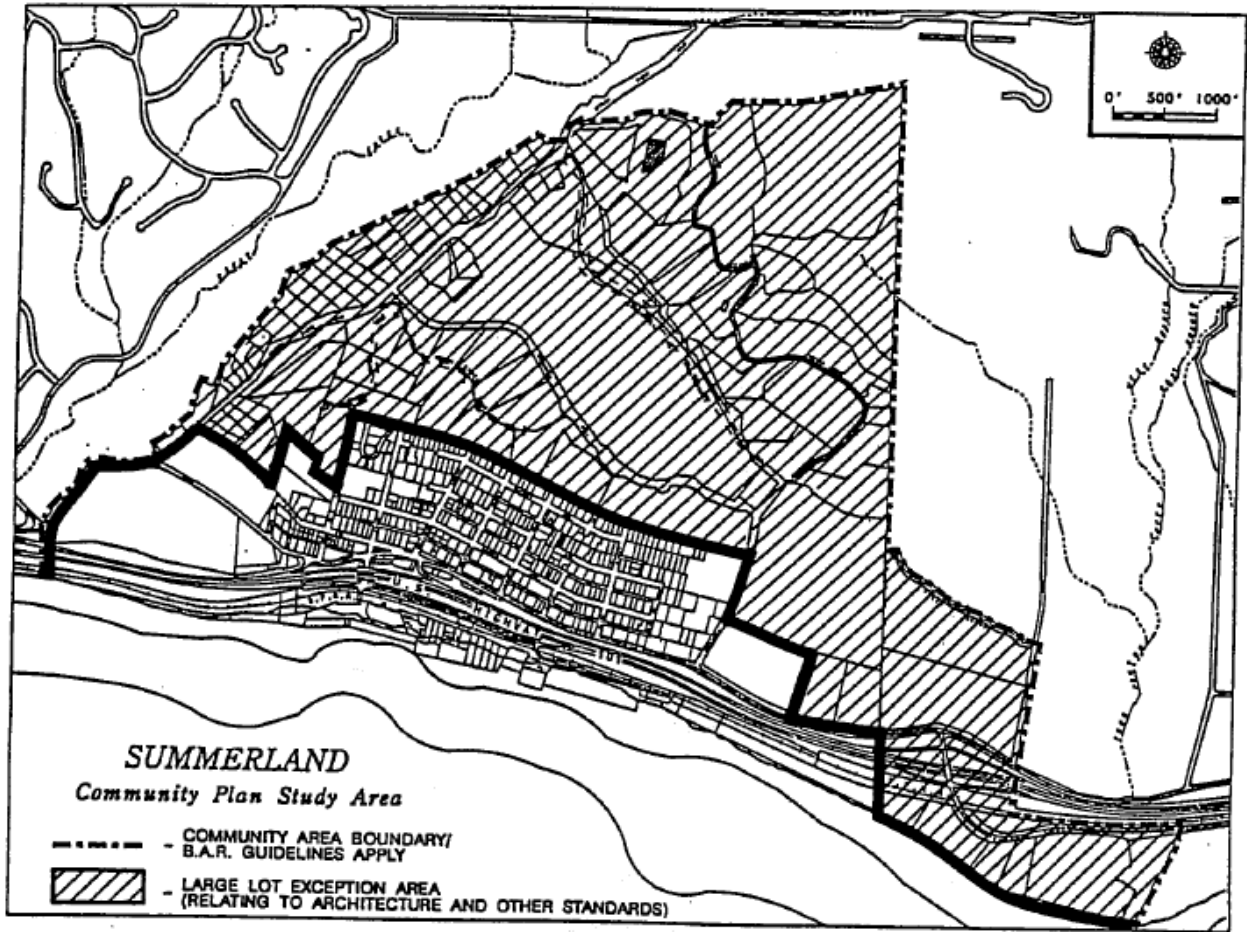 0' 500' 1000'
HIGHWAY
SUMMERLAND
Community Plan Study Area
- COMMUNITY AREA BOUNDARY/
B.A.R. GUIDELINES APPLY
- LARGE LOT EXCEPTION AREA
(RELATING TO ARCHITECTURE AND OTHER STANDARDS)